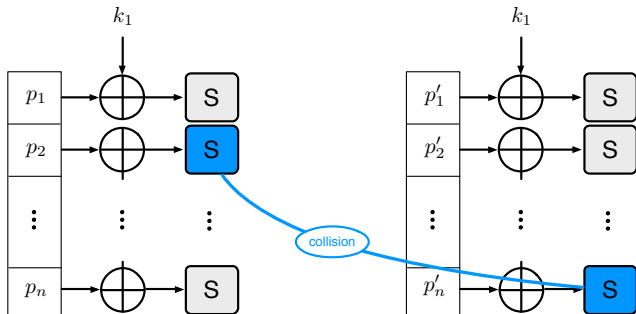 k₁ k₁
p₁ S p′₁ S
p₂ S p′₂ S
⋮ ⋮ ⋮ ⋮ ⋮ ⋮
collision
pₙ S p′ₙ S